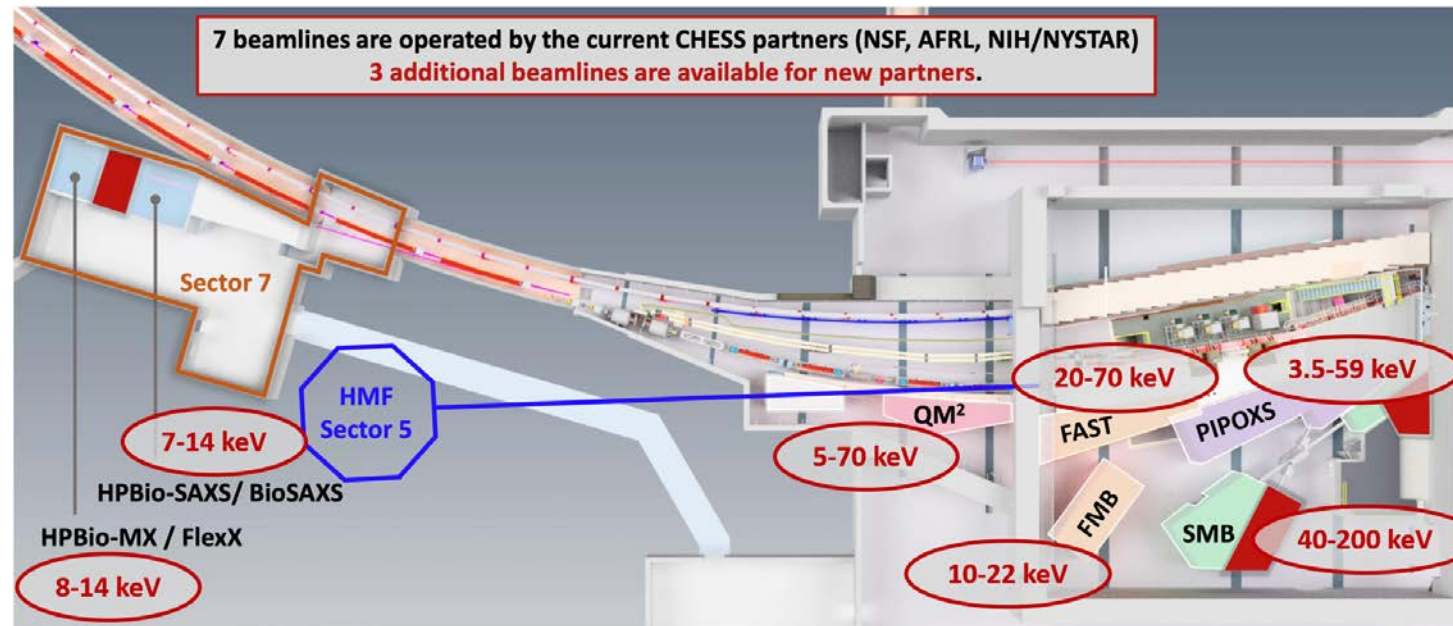 7 beamlines are operated by the current CHESS partners (NSF, AFRL, NIH/NYSTAR)
3 additional beamlines are available for new partners.
Sector 7
HMF
Sector 5
7-14 keV
HPBio-SAXS/ BioSAXS
HPBio-MX / FlexX
8-14 keV
QM²
5-70 keV
20-70 keV
3.5-59 keV
FAST
PIPOXS
FMB
SMB
10-22 keV
40-200 keV